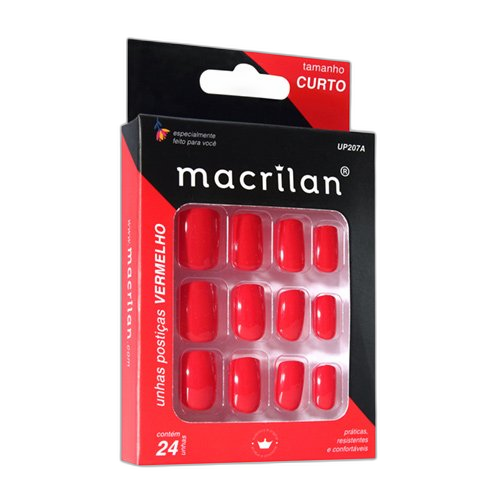 tamanho
CURTO
especialmente
feito para você
UP207A
macrilan®
www.macrilan.com
unhas postiças VERMELHO
contém
24 unhas
práticas,
resistentes
e confortáveis